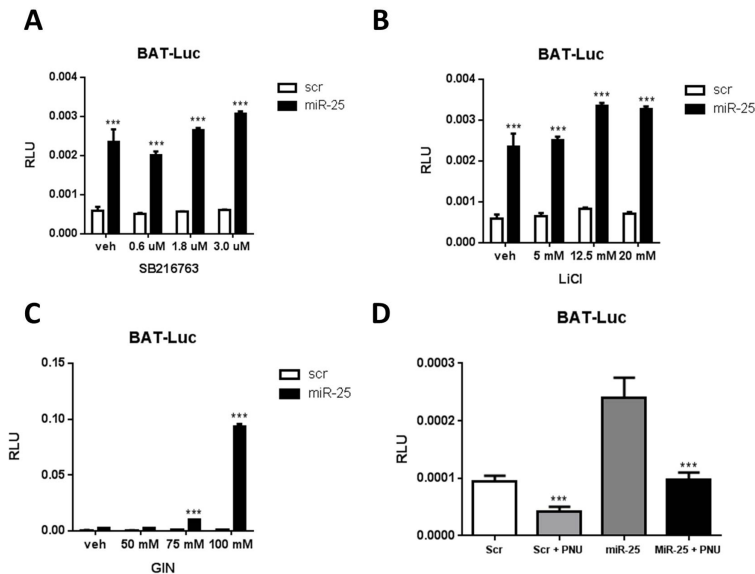 A
BAT-Luc
scr
miR-25
0.004
0.003
0.002
0.001
0.000
RLU
***
***
***
***
veh 0.6 uM 1.8 uM 3.0 uM
SB216763
B
BAT-Luc
scr
miR-25
0.004
0.003
0.002
0.001
0.000
RLU
***
***
***
***
veh 5 mM 12.5 mM 20 mM
LiCl
C
BAT-Luc
scr
miR-25
0.15
0.10
0.05
0.00
RLU
***
***
veh 50 mM 75 mM 100 mM
GIN
D
BAT-Luc
0.0003
0.0002
0.0001
0.0000
RLU
***
***
Scr Scr + PNU miR-25 MiR-25 + PNU